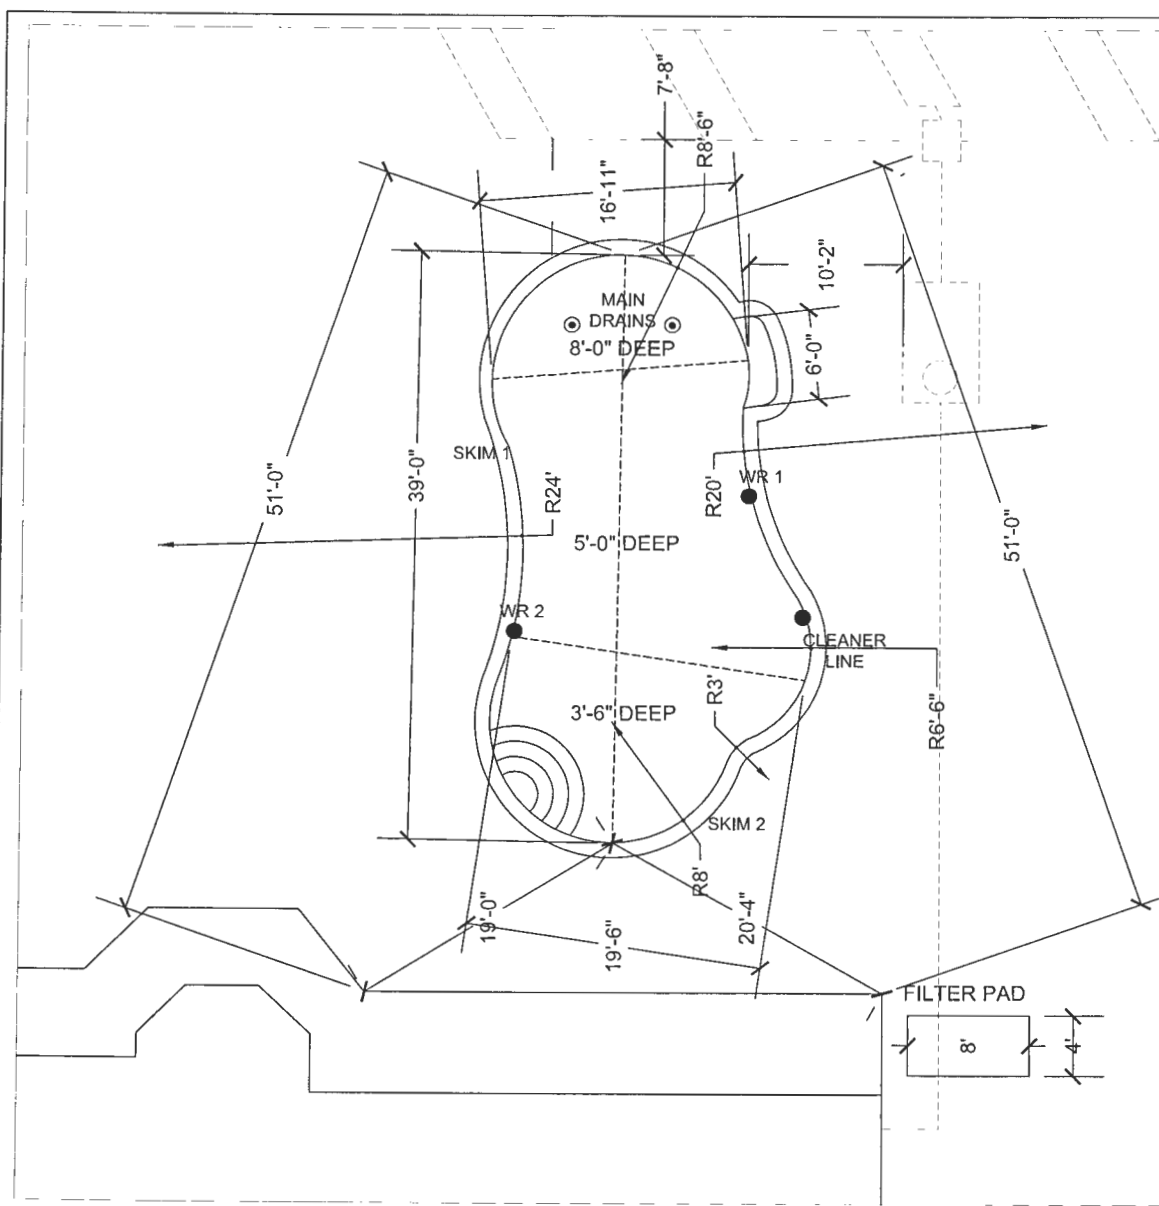 7'-8"
R8'-6"
16'-11"
10'-2"
MAIN
DRAINS
8'-0" DEEP
6'-0"
SKIM 1
51'-0"
39'-0"
R24'
R20'
WR 1
5'-0" DEEP
51'-0"
WR 2
CLEANER
LINE
R3'
3'-6" DEEP
R6'-6"
SKIM 2
R8'
19'-0"
19'-6"
20'-4"
FILTER PAD
8'
4'